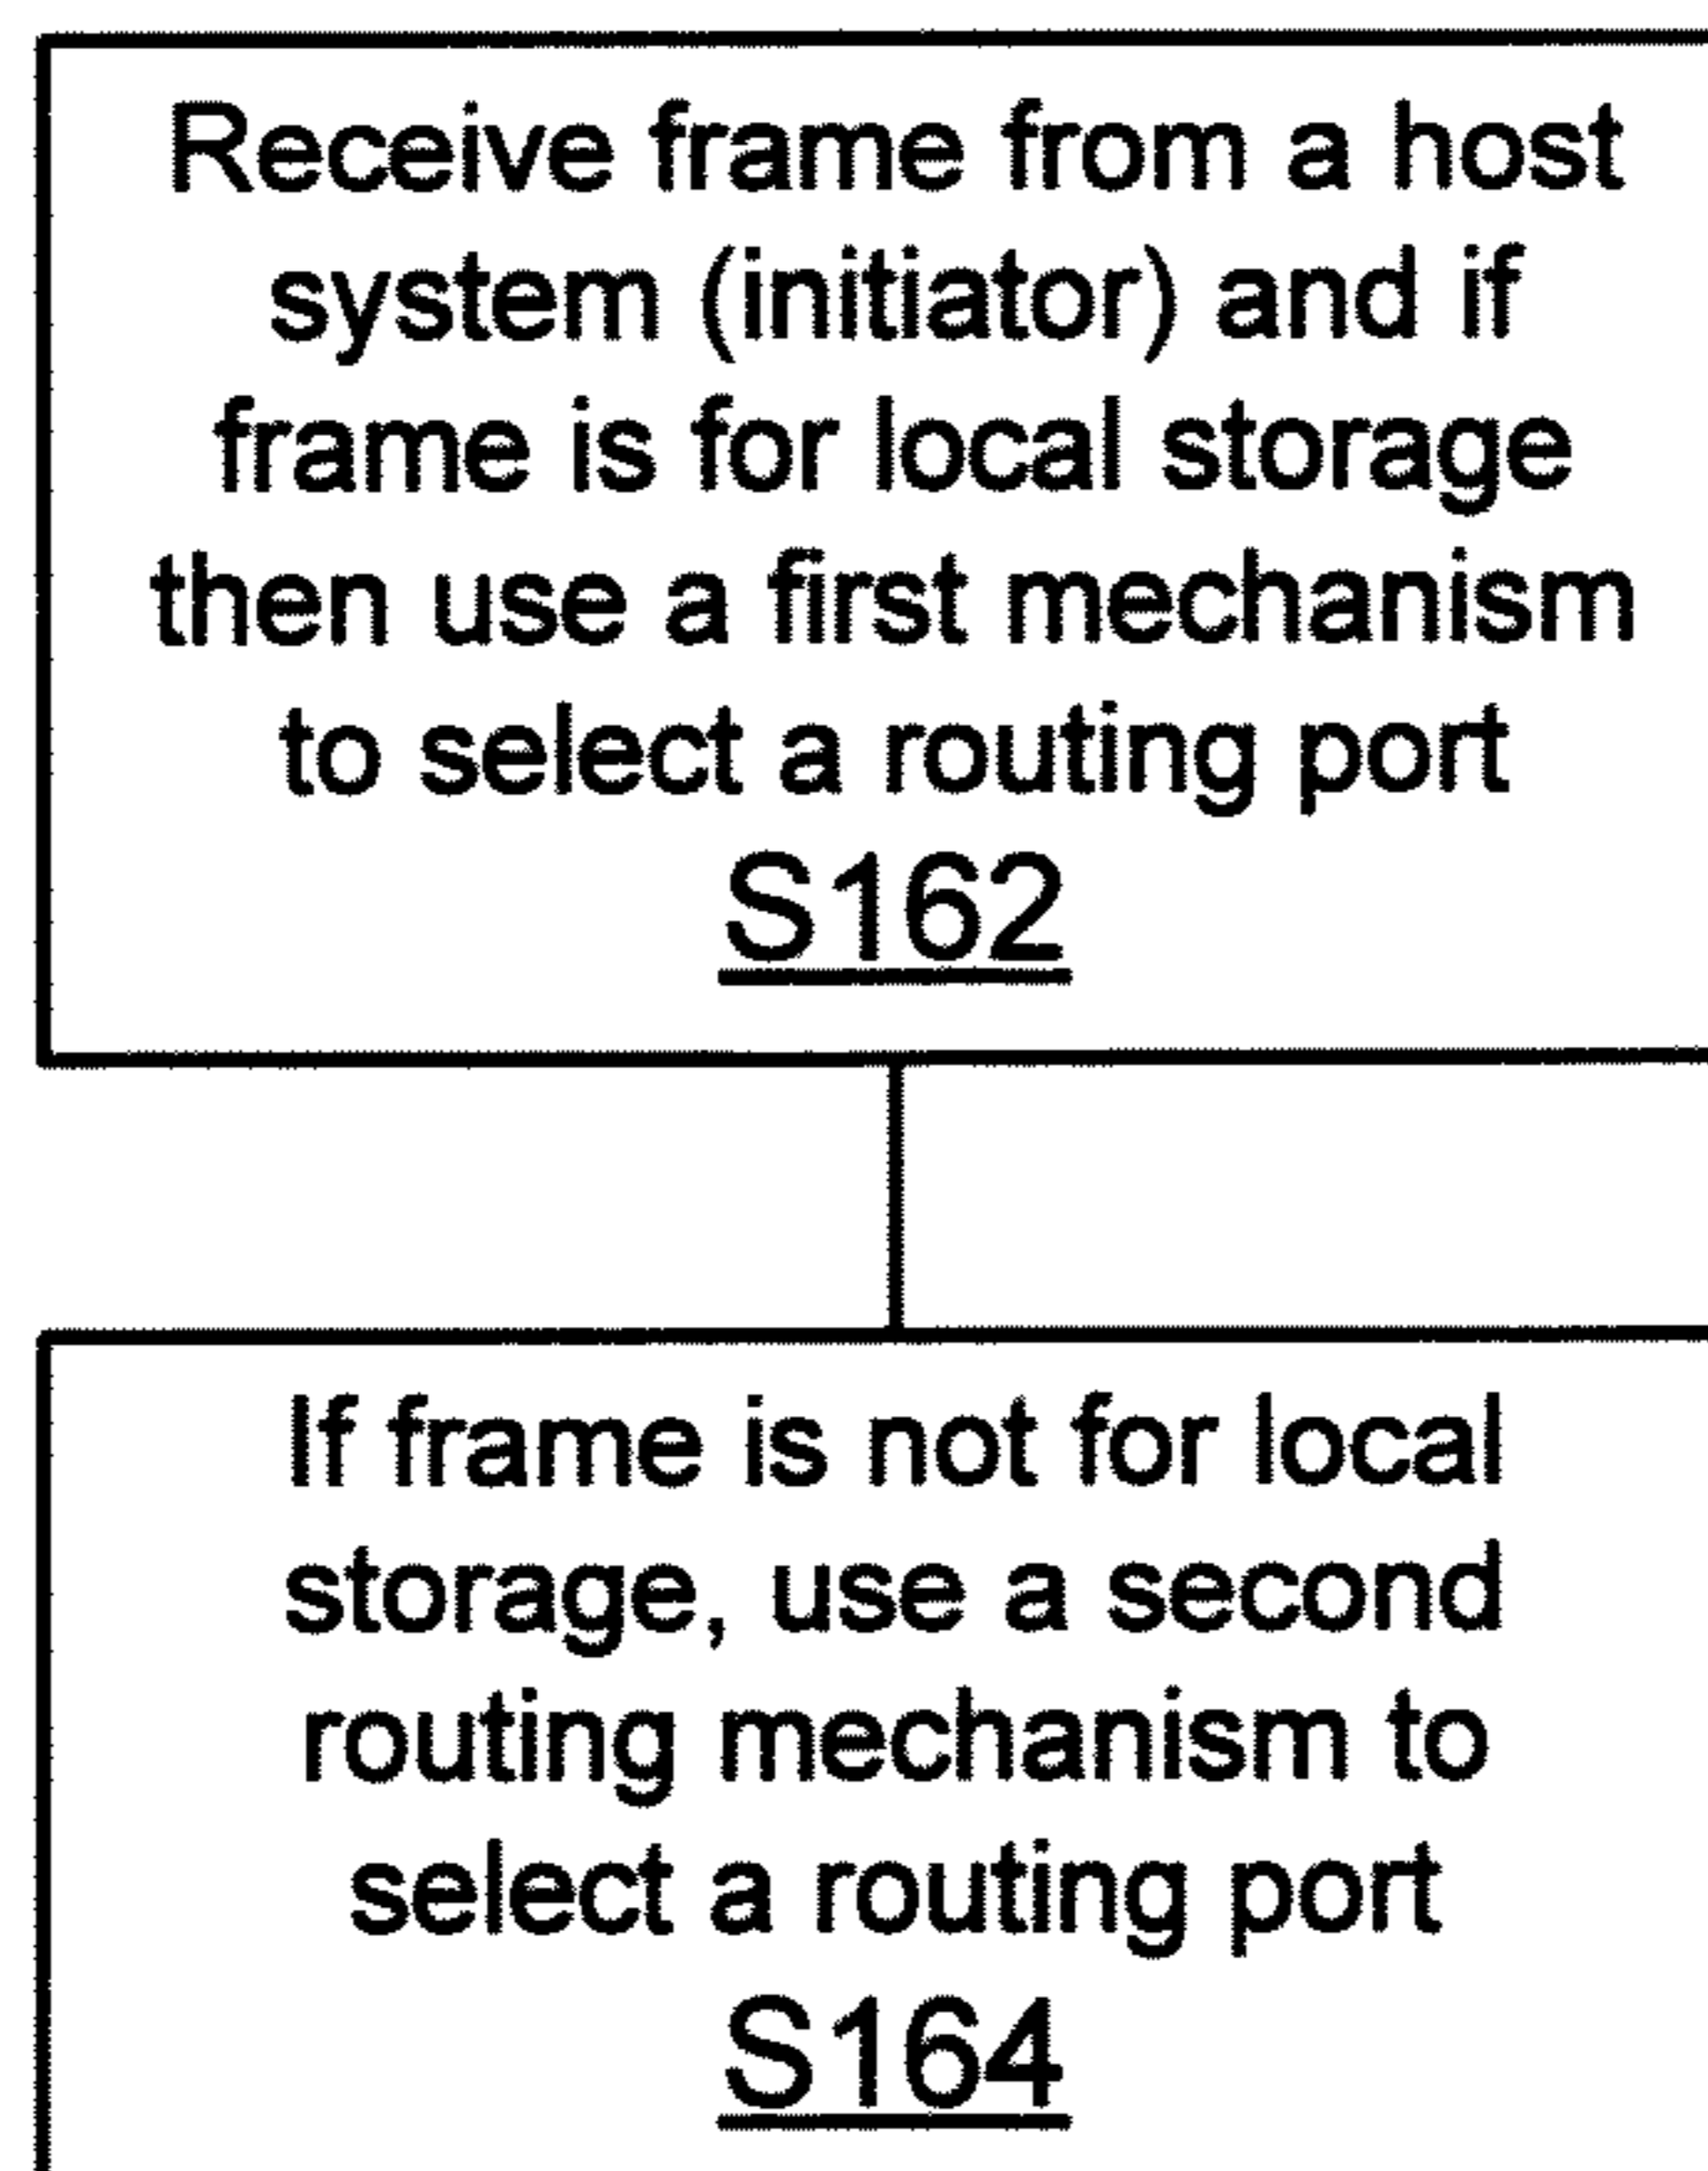 Receive frame from a host
system (initiator) and if
frame is for local storage
then use a first mechanism
to select a routing port
S162
If frame is not for local
storage, use a second
routing mechanism to
select a routing port
S164